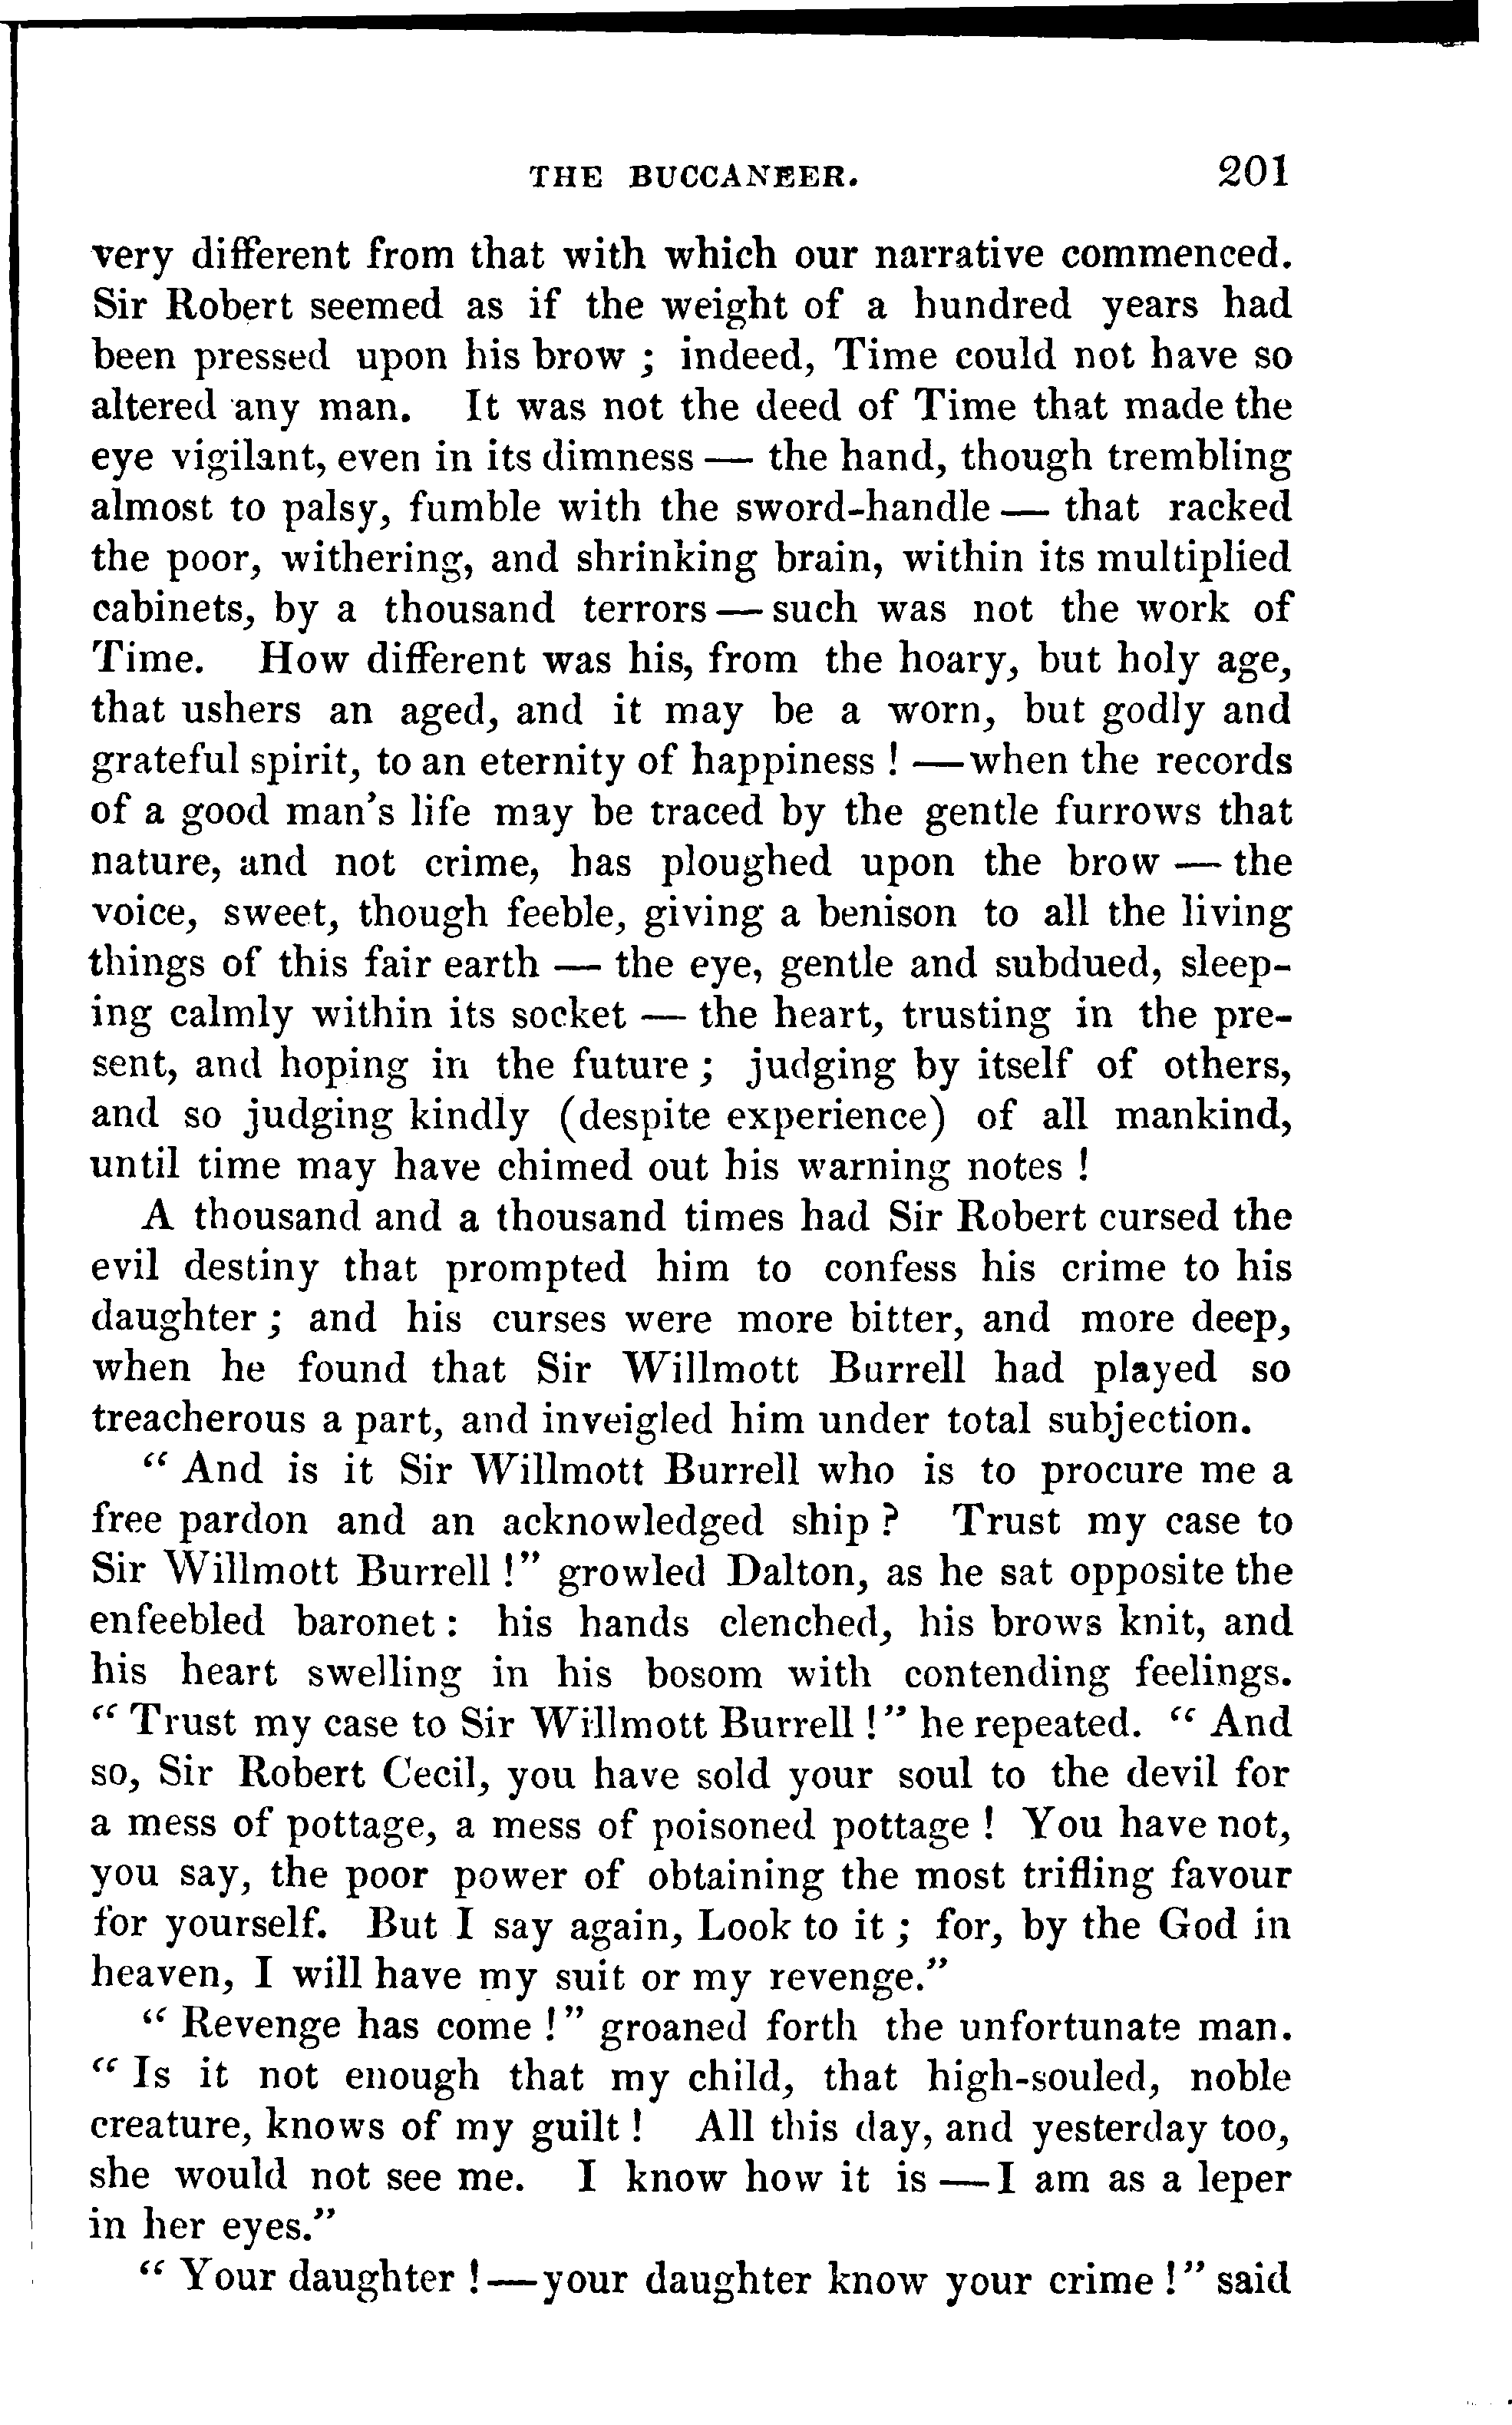 THE BUCCANEER. 201
very different from that with which our narrative commenced.
Sir Robert seemed as if the weight of a hundred years had
been pressed upon his brow ; indeed, Time could not have so
altered any man. It was not the deed of Time that made the
eye vigilant, even in its dimness — the hand, though trembling
almost to palsy, fumble with the sword-handle — that racked
the poor, withering, and shrinking brain, within its multiplied
cabinets, by a thousand terrors — such was not the work of
Time. How different was his, from the hoary, but holy age,
that ushers an aged, and it may be a worn, but godly and
grateful spirit, to an eternity of happiness ! —when the records
of a good man's life may be traced by the gentle furrows that
nature, and not crime, has ploughed upon the brow — the
voice, sweet, though feeble, giving a benison to all the living
things of this fair earth — the eye, gentle and subdued, sleep-
ing calmly within its socket — the heart, trusting in the pre-
sent, and hoping in the future ; judging by itself of others,
and so judging kindly (despite experience) of all mankind,
until time may have chimed out his warning notes !
A thousand and a thousand times had Sir Robert cursed the
evil destiny that prompted him to confess his crime to his
daughter ; and his curses were more bitter, and more deep,
when he found that Sir Willmott Burrell had played so
treacherous a part, and inveigled him under total subjection.
“ And is it Sir Willmott Burrell who is to procure me a
free pardon and an acknowledged ship ? Trust my case to
Sir Willmott Burrell !” growled Dalton, as he sat opposite the
enfeebled baronet : his hands clenched, his brows knit, and
his heart swelling in his bosom with contending feelings.
“ Trust my case to Sir Willmott Burrell !” he repeated. “ And
so, Sir Robert Cecil, you have sold your soul to the devil for
a mess of pottage, a mess of poisoned pottage ! You have not,
you say, the poor power of obtaining the most trifling favour
for yourself. But I say again, Look to it ; for, by the God in
heaven, I will have my suit or my revenge.”
“ Revenge has come !” groaned forth the unfortunate man.
“ Is it not enough that my child, that high-souled, noble
creature, knows of my guilt ! All this day, and yesterday too,
she would not see me. I know how it is — I am as a leper
in her eyes.”
“ Your daughter !—your daughter know your crime !” said